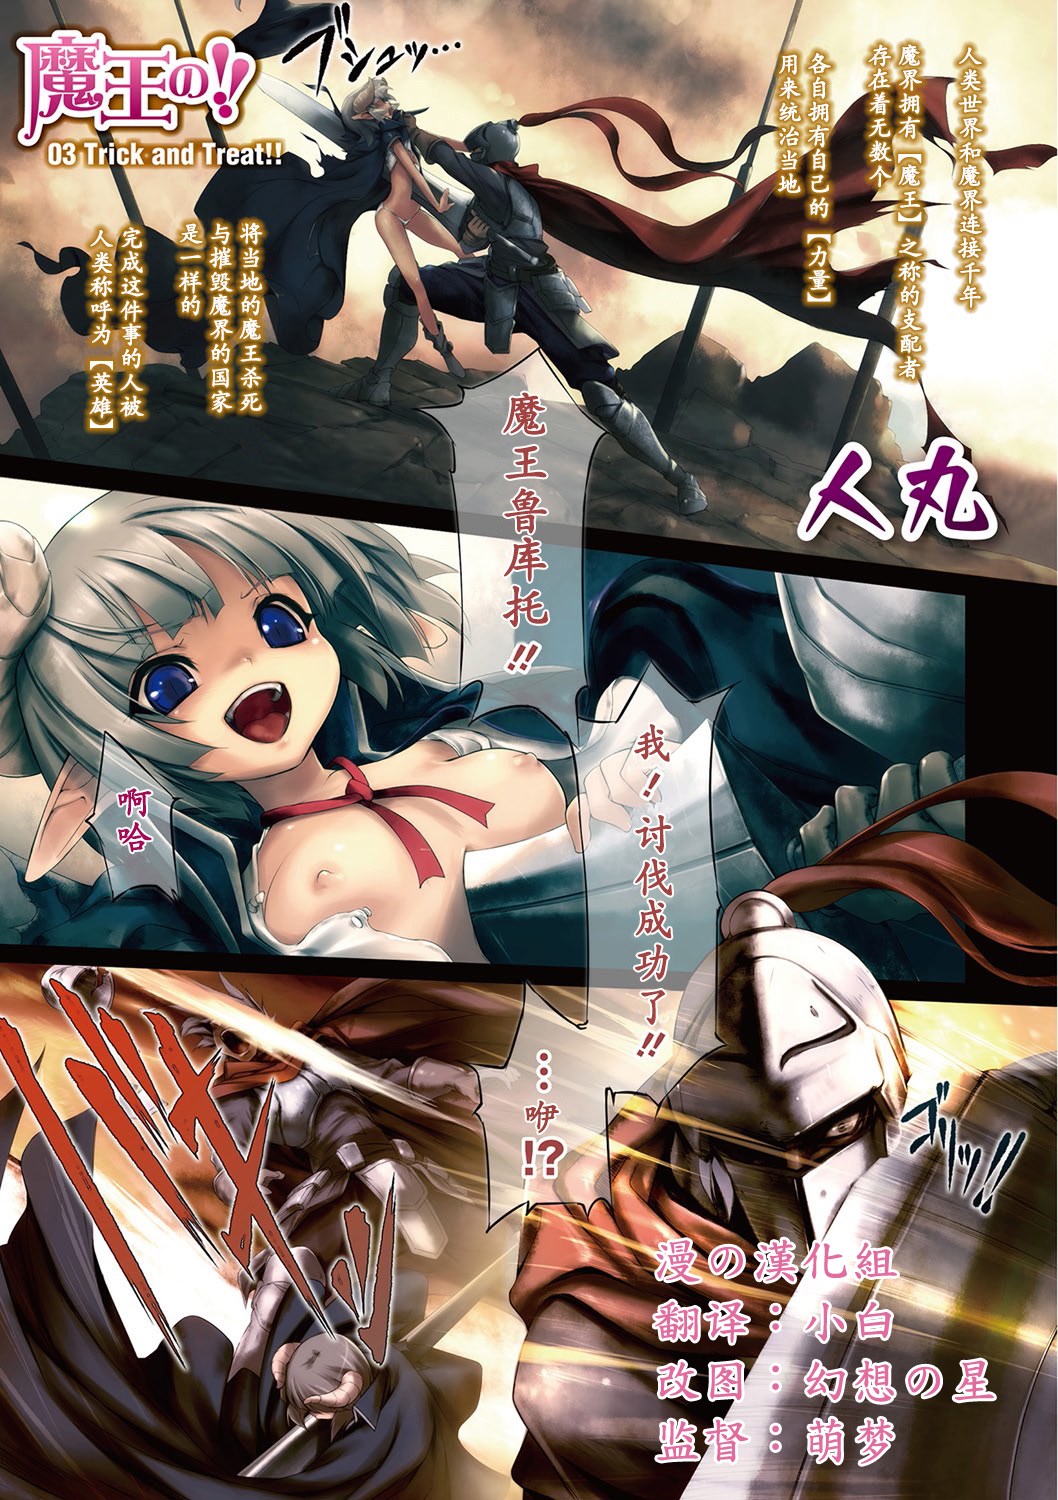 魔王の!!
03 Trick and Treat!!
ブシュッ…
人类世界和魔界连接千年
魔界拥有【魔王】之称的支配者
存在着无数个
各自拥有自己的【力量】
用来统治当地
将当地的魔王杀死
与摧毁魔界的国家
是一样的
完成这件事的人被
人类称呼为【英雄】
人丸
魔王鲁库托!!
我!讨伐成功了!!
啊哈
…咿!?
ゴリッ!!
漫の漢化組
翻译：小白
改图：幻想の星
监督：萌梦